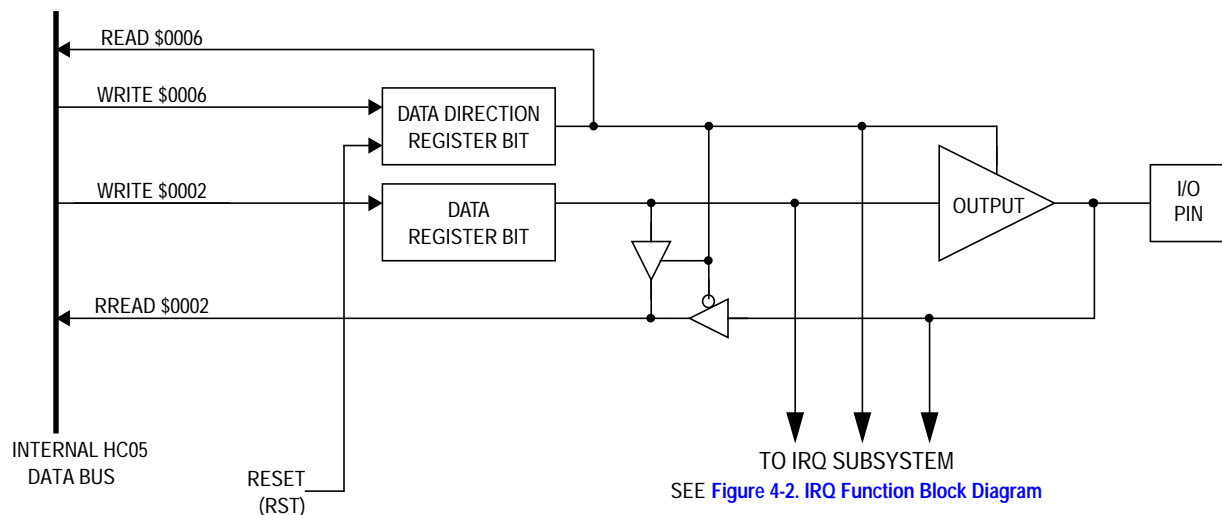 READ $0006
WRITE $0006
DATA DIRECTION
REGISTER BIT
WRITE $0002
DATA
REGISTER BIT
OUTPUT
I/O
PIN
RREAD $0002
INTERNAL HC05
DATA BUS
RESET
(RST)
TO IRQ SUBSYSTEM
SEE Figure 4-2. IRQ Function Block Diagram